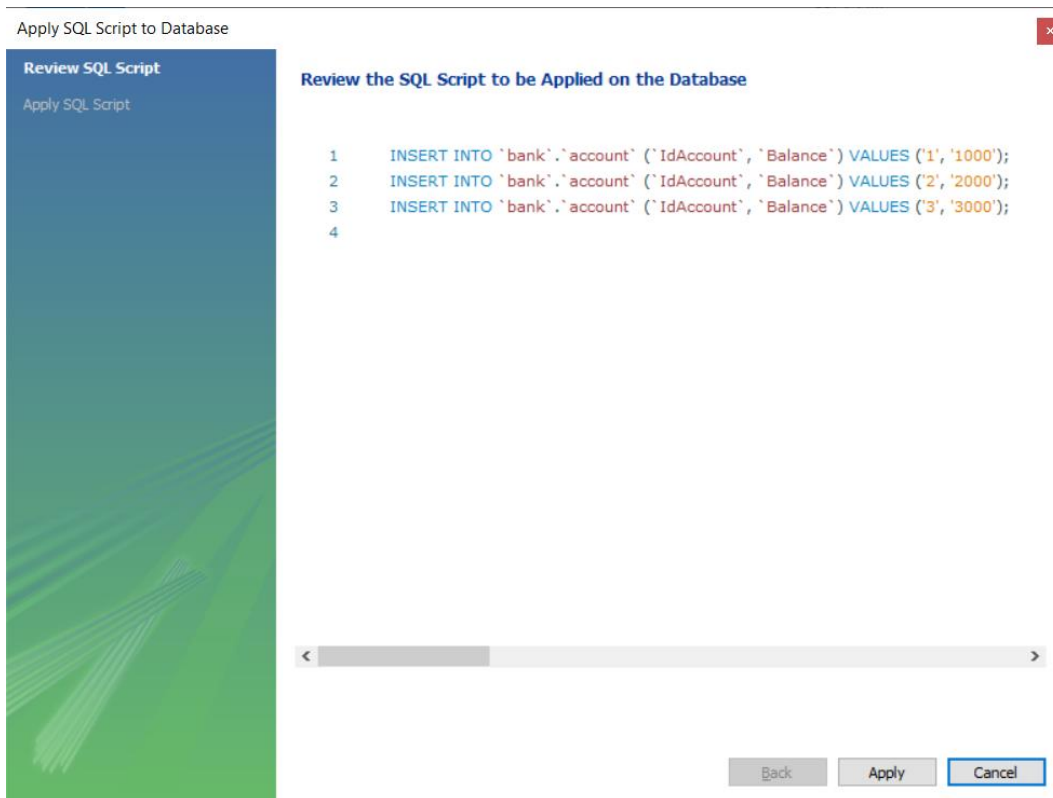 Apply SQL Script to Database
Review SQL Script
Apply SQL Script
Review the SQL Script to be Applied on the Database
1 INSERT INTO `bank`.`account` (`IdAccount`, `Balance`) VALUES ('1', '1000');
2 INSERT INTO `bank`.`account` (`IdAccount`, `Balance`) VALUES ('2', '2000');
3 INSERT INTO `bank`.`account` (`IdAccount`, `Balance`) VALUES ('3', '3000');
4
Back Apply Cancel